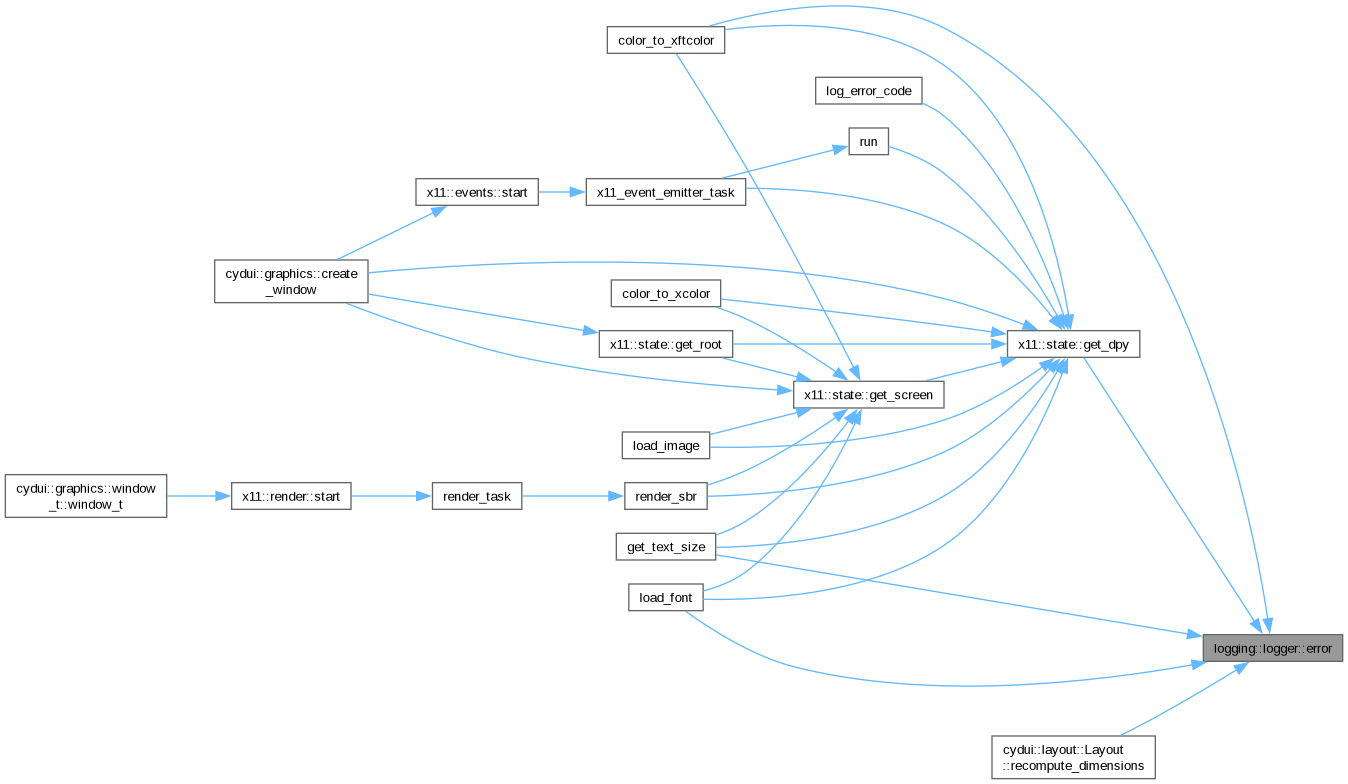 color_to_xftcolor
log_error_code
run
x11::events::start
x11_event_emitter_task
cydui::graphics::create
_window
color_to_xcolor
x11::state::get_root
x11::state::get_dpy
x11::state::get_screen
load_image
cydui::graphics::window
_t::window_t
x11::render::start
render_task
render_sbr
get_text_size
load_font
logging::logger::error
cydui::layout::Layout
::recompute_dimensions